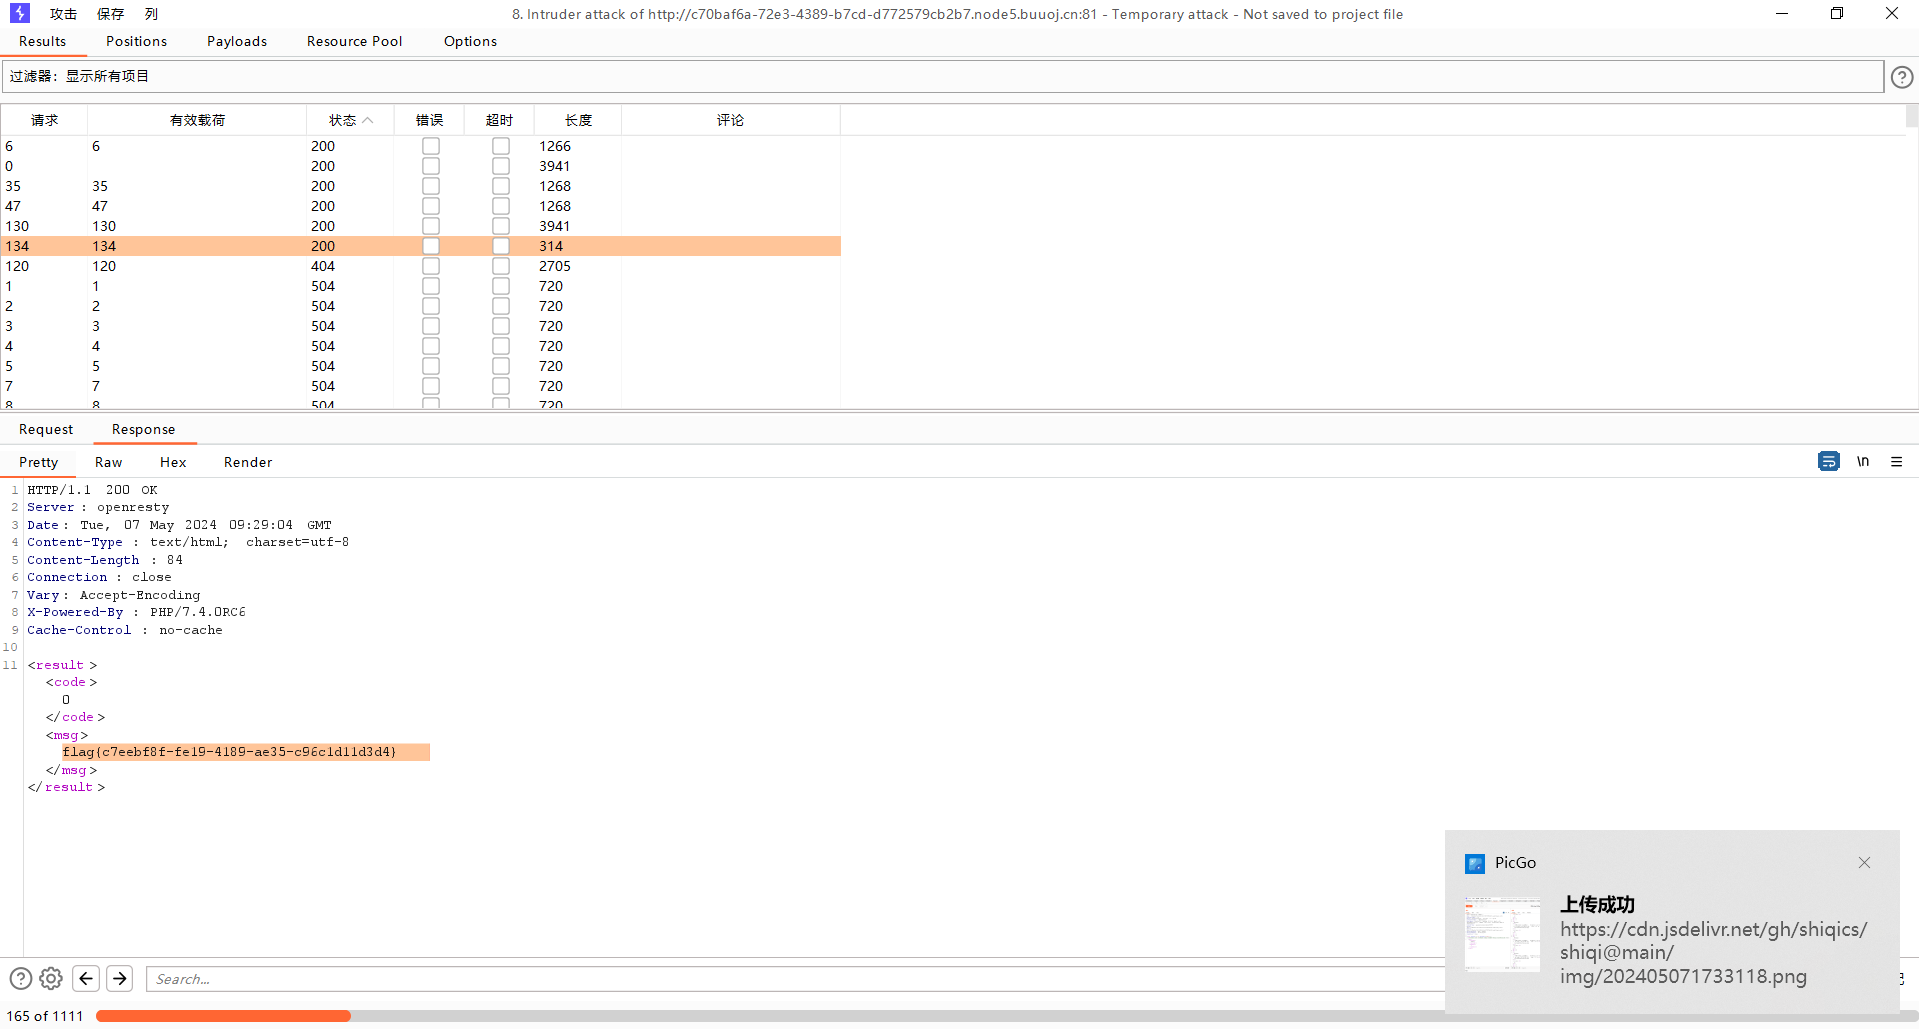 攻击 保存 列 8. Intruder attack of http://c70baf6a-72e3-4389-b7cd-d772579cb2b7.node5.buuoj.cn:81 - Temporary attack - Not saved to project file
Results Positions Payloads Resource Pool Options
过滤器：显示所有项目
请求 有效载荷 状态 错误 超时 长度 评论
6 6 200 1266
0 200 3941
35 35 200 1268
47 47 200 1268
130 130 200 3941
134 134 200 314
120 120 404 2705
1 1 504 720
2 2 504 720
3 3 504 720
4 4 504 720
5 5 504 720
7 7 504 720
8 8 504 720
Request Response
Pretty Raw Hex Render \n
1 HTTP/1.1 200 OK
2 Server : openresty
3 Date : Tue, 07 May 2024 09:29:04 GMT
4 Content-Type : text/html; charset=utf-8
5 Content-Length : 84
6 Connection : close
7 Vary : Accept-Encoding
8 X-Powered-By : PHP/7.4.0RC6
9 Cache-Control : no-cache
10
11 <result >
<code >
0
</code >
<msg>
flag{c7eebf8f-fe19-4189-ae35-c96c1d11d3d4}
</msg >
</result >
PicGo
上传成功
https://cdn.jsdelivr.net/gh/shiqics/
shiqi@main/
img/202405071733118.png
Search...
165 of 1111